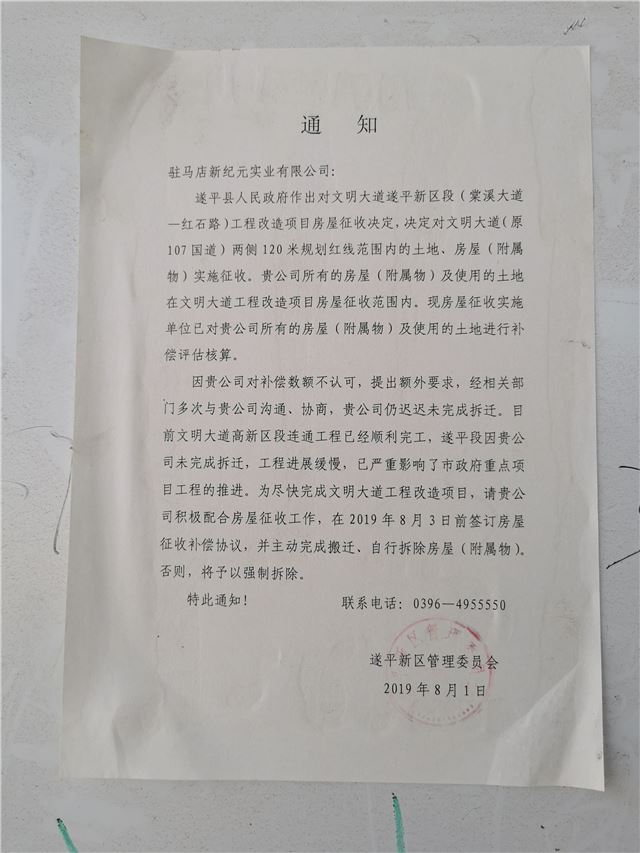 通 知
驻马店新纪元实业有限公司:
遂平县人民政府作出对文明大道遂平新区段(棠溪大道
—红石路)工程改造项目房屋征收决定,决定对文明大道(原
107国道)两侧120米规划红线范围内的土地、房屋(附属
物)实施征收。贵公司所有的房屋(附属物)及使用的土地
在文明大道工程改造项目房屋征收范围内。现房屋征收实施
单位已对贵公司所有的房屋(附属物)及使用的土地进行补
偿评估核算。
因贵公司对补偿数额不认可,提出额外要求,经相关部
门多次与贵公司沟通、协商,贵公司仍迟迟未完成拆迁。目
前文明大道高新区段连通工程已经顺利完工,遂平段因贵公
司未完成拆迁,工程进展缓慢,已严重影响了市政府重点项
目工程的推进。为尽快完成文明大道工程改造项目,请贵公
司积极配合房屋征收工作,在2019年8月3日前签订房屋
征收补偿协议,并主动完成搬迁、自行拆除房屋(附属物)。
否则,将予以强制拆除。
特此通知! 联系电话:0396—4955550
遂平新区管理委员会
2019年8月1日